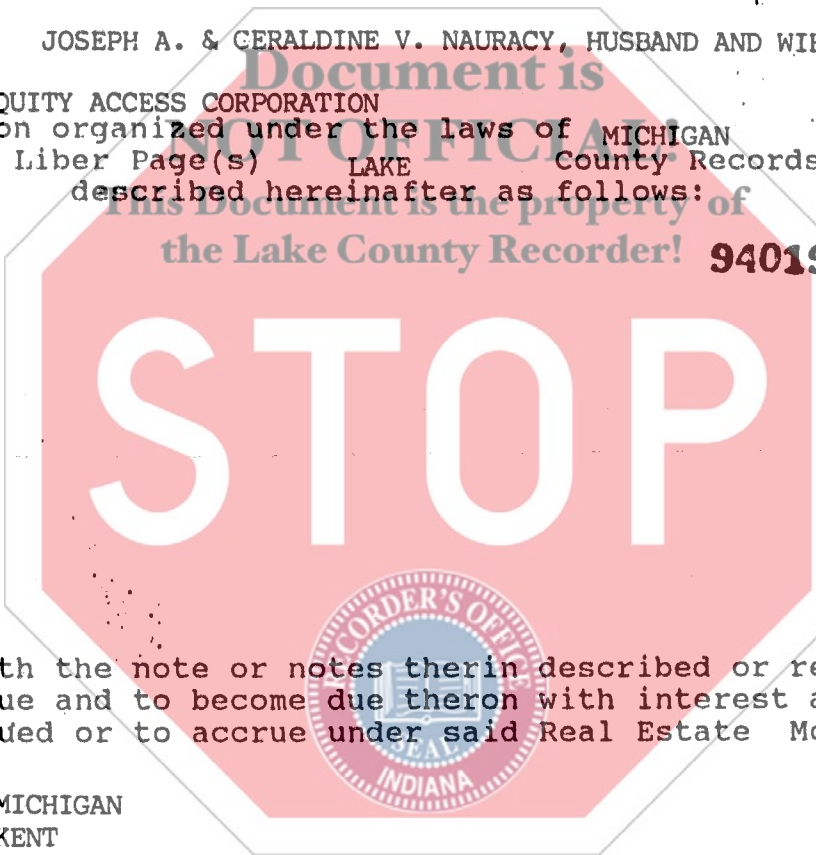 JOSEPH A. & GERALDINE V. NAURACY, HUSBAND AND
Document is
QUITY ACCESS CORPORATION
on organized under the laws of MICHIGAN
NOT OFFICIAL!
Liber Page(s) LAKE County Records
described hereinafter as follows:
This Document is the property of
the Lake County Recorder!
94019
STOP
RECORDER'S OFFICE
th the note or notes therin described or re
ue and to become due theron with interest a
ued or to accrue under said Real Estate Mo
SEAL
INDIANA
MICHIGAN
KENT